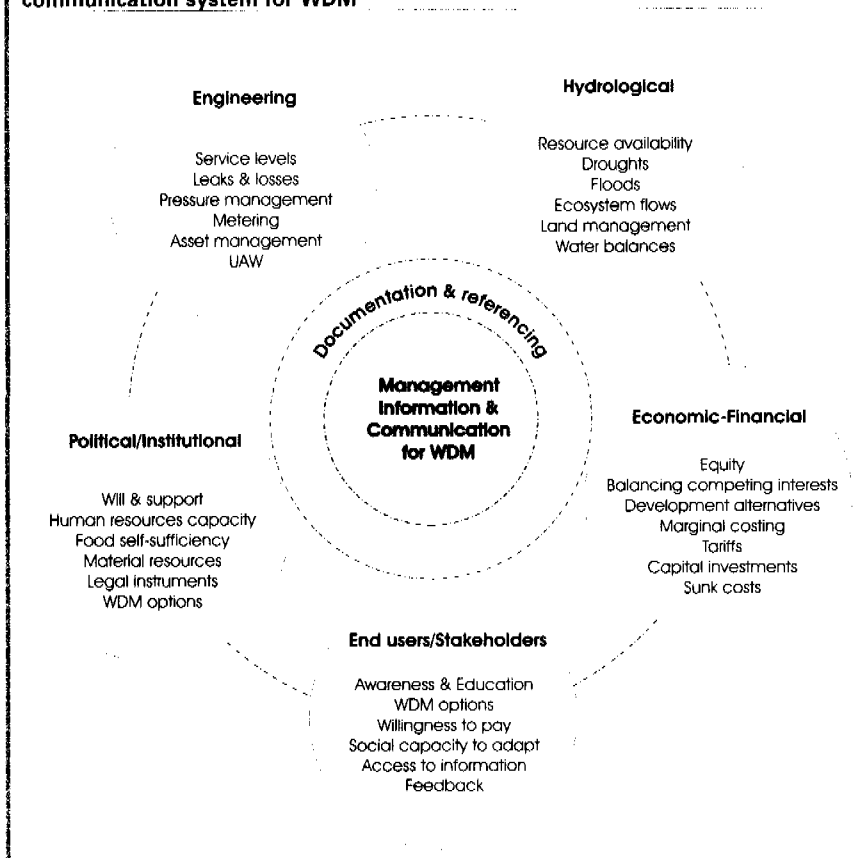 communication system for WDM
Engineering
Service levels
Leaks & losses
Pressure management
Metering
Asset management
UAW
Hydrological
Resource availability
Droughts
Floods
Ecosystem flows
Land management
Water balances
Documentation & referencing
Management
Information &
Communication
for WDM
Political/Institutional
Will & support
Human resources capacity
Food self-sufficiency
Material resources
Legal instruments
WDM options
Economic-Financial
Equity
Balancing competing interests
Development alternatives
Marginal costing
Tariffs
Capital investments
Sunk costs
End users/Stakeholders
Awareness & Education
WDM options
Willingness to pay
Social capacity to adapt
Access to information
Feedback